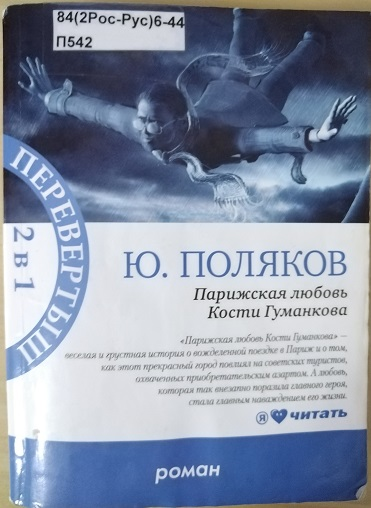 84(2Рос-Рус)6-44
П542
ПЕРЕВЕРТЫШ
2 в 1
Ю. ПОЛЯКОВ
Парижская любовь
Кости Гуманкова
«Парижская любовь Кости Гуманкова» —
веселая и грустная история о вожделенной поездке в Париж и о том,
как этот прекрасный город повлиял на советских туристов,
охваченных приобретательским азартом. А любовь,
которая так внезапно поразила главного героя,
стала главным наваждением его жизни.
Я читать
роман